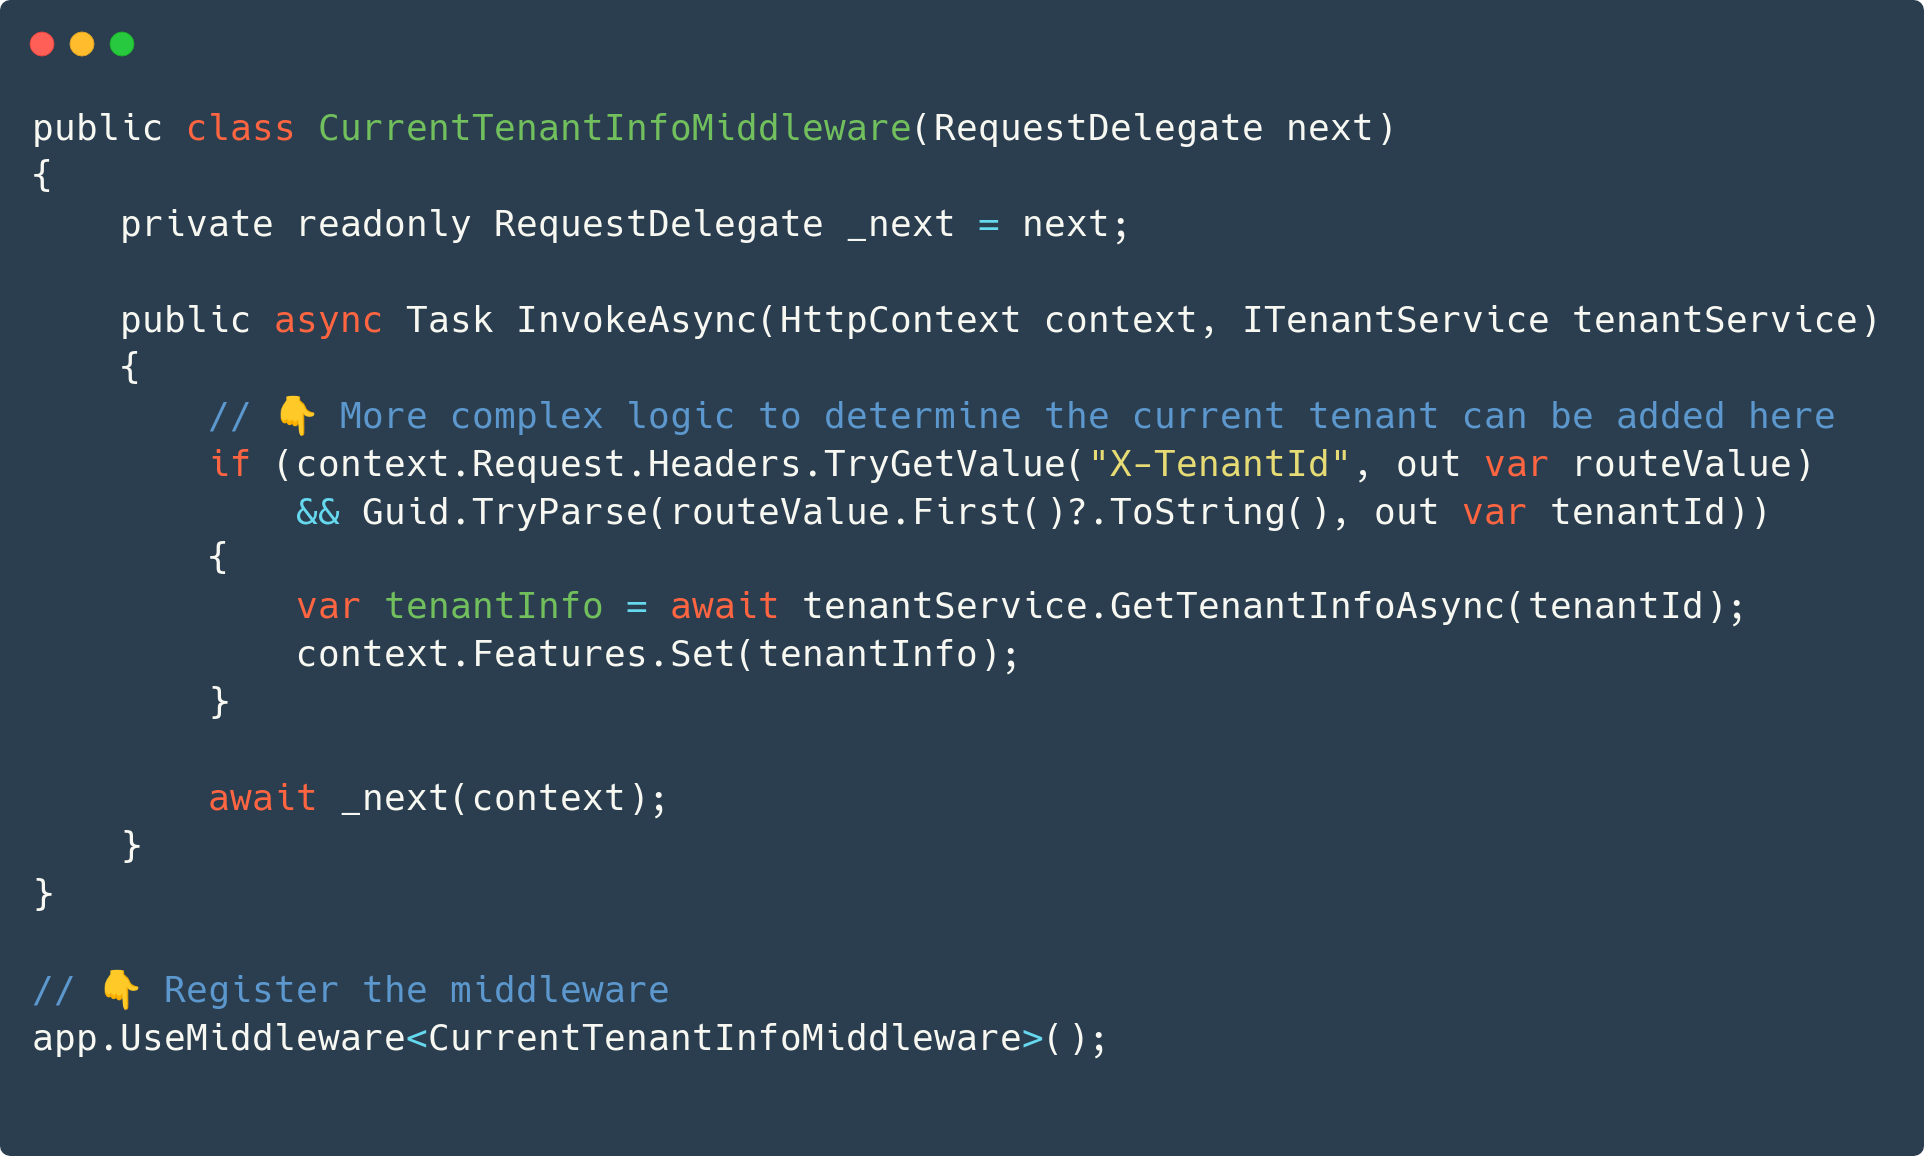 public class CurrentTenantInfoMiddleware(RequestDelegate next)
{
    private readonly RequestDelegate _next = next;

    public async Task InvokeAsync(HttpContext context, ITenantService tenantService)
    {
        // 👇 More complex logic to determine the current tenant can be added here
        if (context.Request.Headers.TryGetValue("X-TenantId", out var routeValue)
            && Guid.TryParse(routeValue.First()?.ToString(), out var tenantId))
        {
            var tenantInfo = await tenantService.GetTenantInfoAsync(tenantId);
            context.Features.Set(tenantInfo);
        }

        await _next(context);
    }
}

// 👇 Register the middleware
app.UseMiddleware<CurrentTenantInfoMiddleware>();